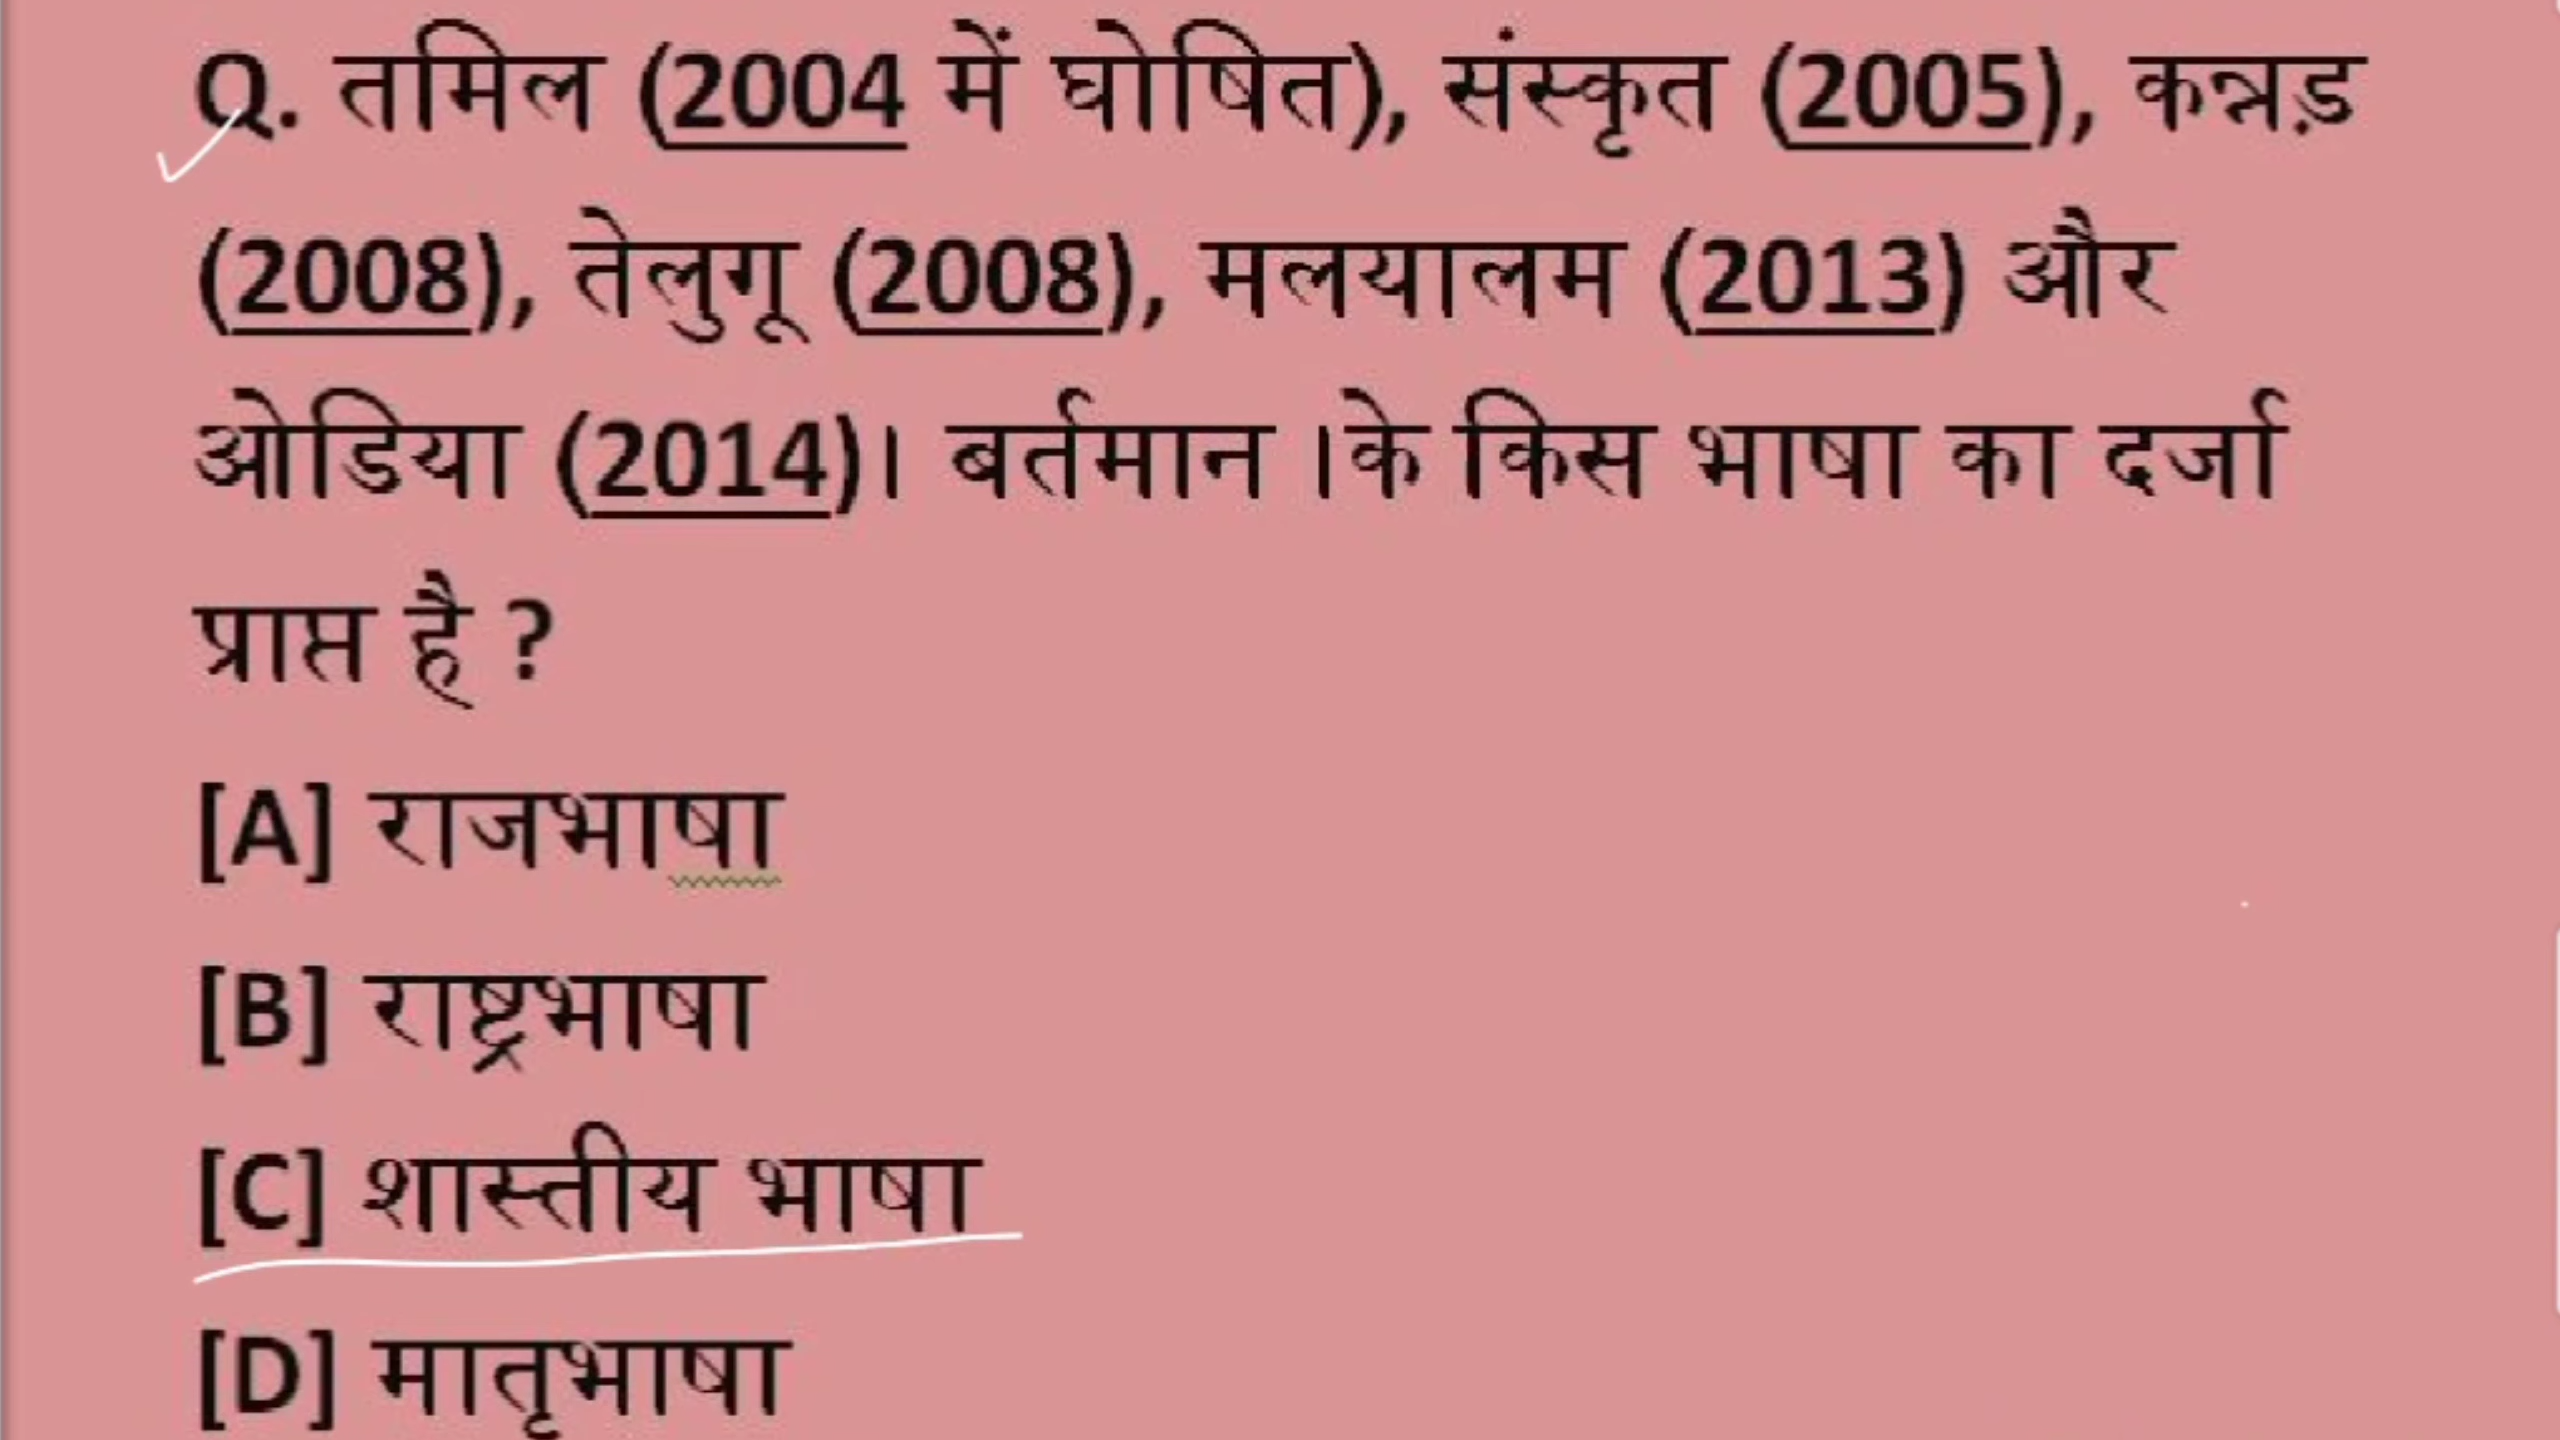 Q. तमिल (2004 में घोषित), संस्कृत (2005), कन्नड़
(2008), तेलुगू (2008), मलयालम (2013) और
ओडिया (2014)। बर्तमान ।के किस भाषा का दर्जा
प्राप्त है ?
[A] राजभाषा
[B] राष्ट्रभाषा
[C] शास्तीय भाषा
[D] मातृभाषा